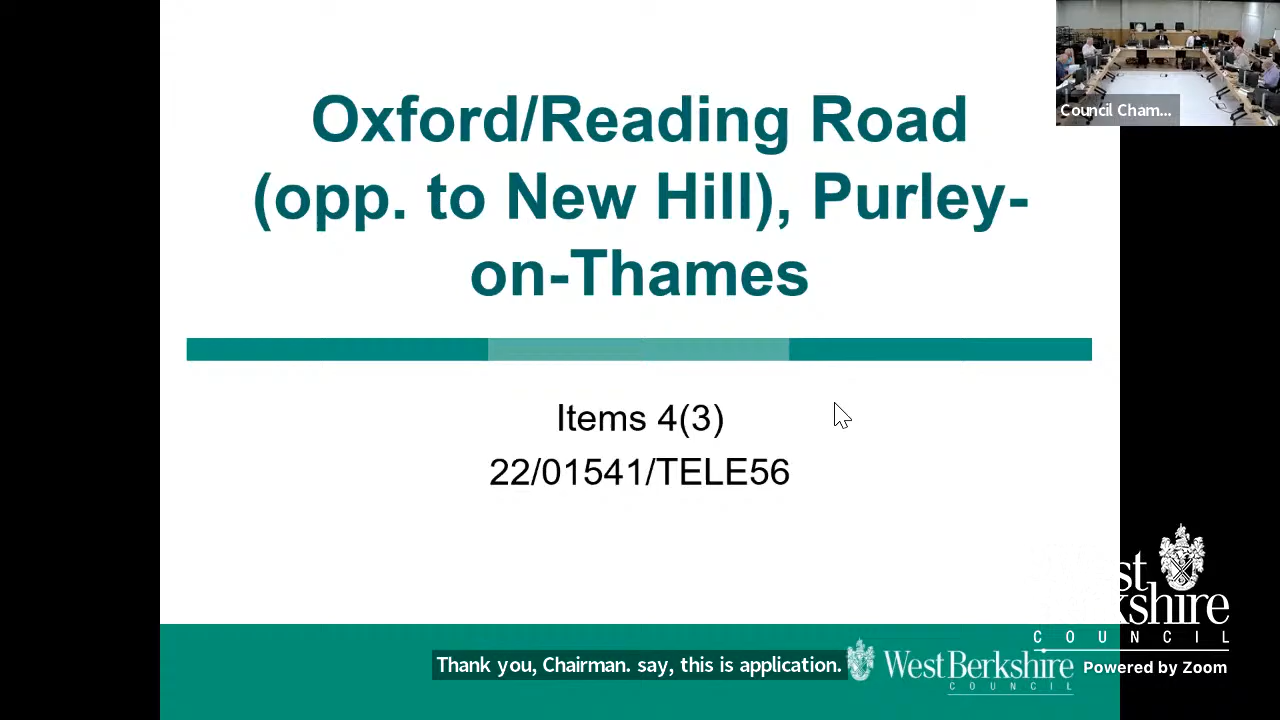 Oxford/Reading Road
(opp. to New Hill), Purley-
on-Thames
Council Cham...
Items 4(3)
22/01541/TELE56
Thank you, Chairman. say, this is application.
West Berkshire
COUNCIL
COUNCIL
Powered by Zoom